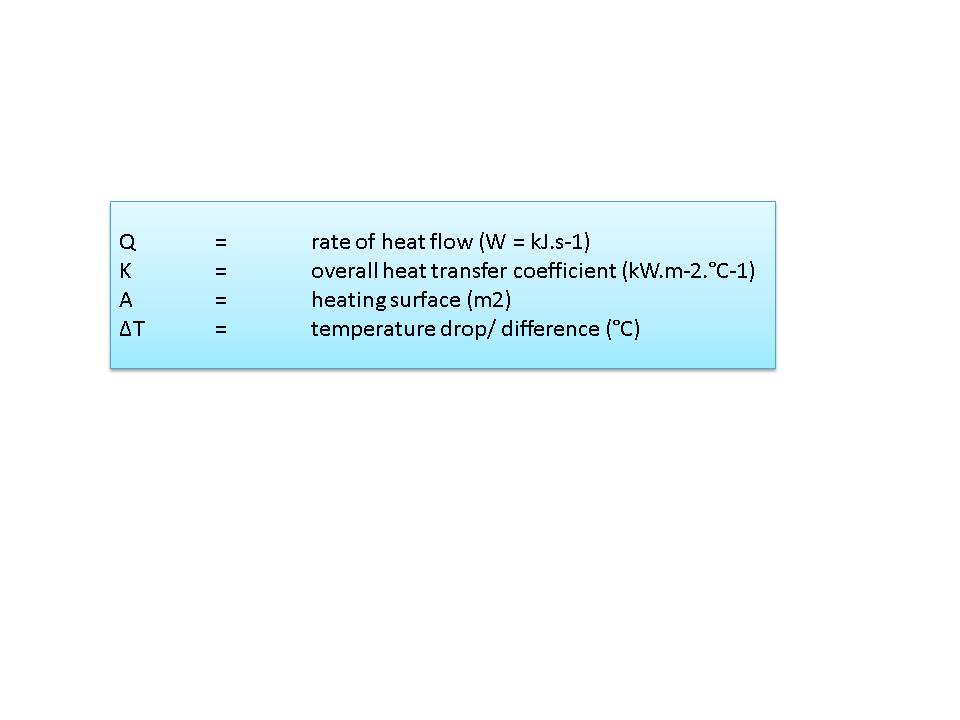 Q = rate of heat flow (W = kJ.s-1)
K = overall heat transfer coefficient (kW.m-2.°C-1)
A = heating surface (m2)
ΔT = temperature drop/ difference (°C)